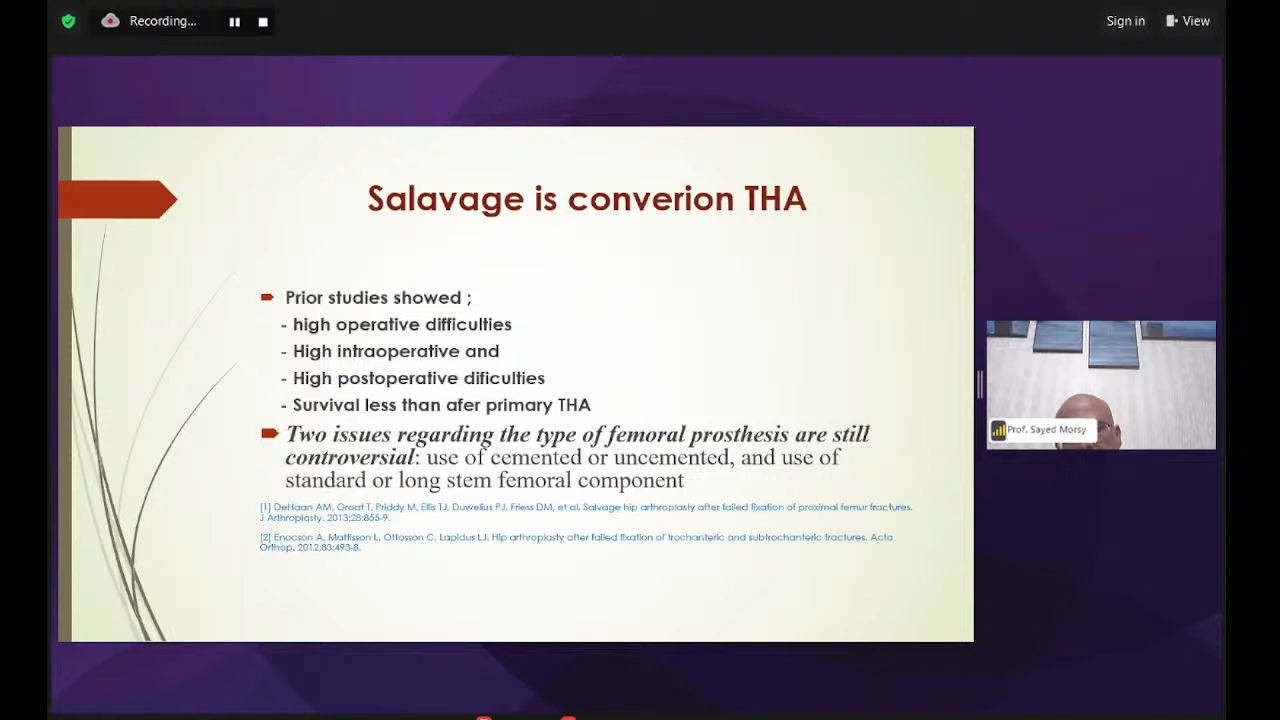 Recording...
Sign in
View
Salavage is converion THA
Prior studies showed ;
- high operative difficulties
- High intraoperative and
- High postoperative dificulties
- Survival less than afer primary THA
Two issues regarding the type of femoral prosthesis are still
controversial: use of cemented or uncemented, and use of
standard or long stem femoral component
[1] DeHaan AM, Groat T, Priddy M, Ellis TJ, Duwelius PJ, Friess DM, et al. Salvage hip arthroplasty after failed fixation of proximal femur fractures.
J Arthroplasty. 2013;28:855-9.
[2] Enocson A, Mattisson L, Ottosson C, Lapidus LJ. Hip arthroplasty after failed fixation of trochanteric and subtrochanteric fractures. Acta
Orthop. 2012;83:493-8.
Prof. Sayed Morsy